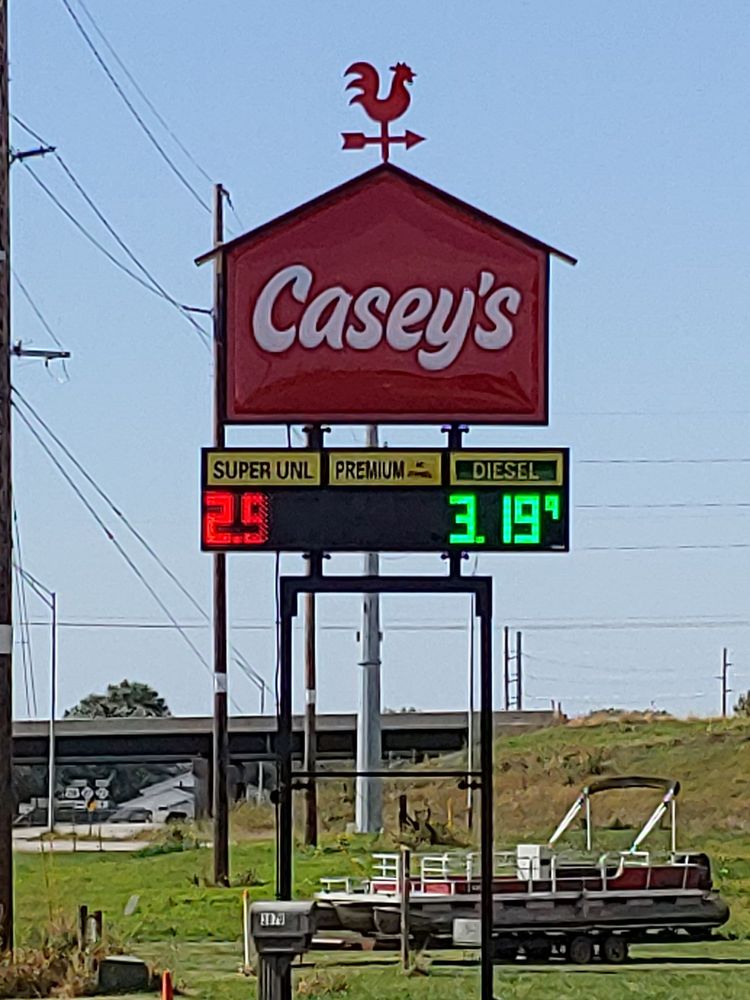 Casey's
SUPER UNL PREMIUM DIESEL
2.9 3.19⁹